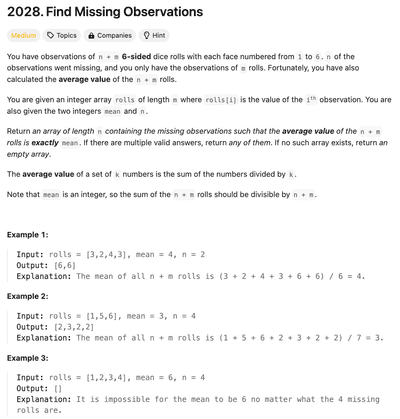 2028. Find Missing Observations
Medium Topics Companies Hint
You have observations of n + m 6-sided dice rolls with each face numbered from 1 to 6. n of the
observations went missing, and you only have the observations of m rolls. Fortunately, you have also
calculated the average value of the n + m rolls.
You are given an integer array rolls of length m where rolls[i] is the value of the ith observation. You are
also given the two integers mean and n.
Return an array of length n containing the missing observations such that the average value of the n + m
rolls is exactly mean. If there are multiple valid answers, return any of them. If no such array exists, return an
empty array.
The average value of a set of k numbers is the sum of the numbers divided by k.
Note that mean is an integer, so the sum of the n + m rolls should be divisible by n + m.
Example 1:
Input: rolls = [3,2,4,3], mean = 4, n = 2
Output: [6,6]
Explanation: The mean of all n + m rolls is (3 + 2 + 4 + 3 + 6 + 6) / 6 = 4.
Example 2:
Input: rolls = [1,5,6], mean = 3, n = 4
Output: [2,3,2,2]
Explanation: The mean of all n + m rolls is (1 + 5 + 6 + 2 + 3 + 2 + 2) / 7 = 3.
Example 3:
Input: rolls = [1,2,3,4], mean = 6, n = 4
Output: []
Explanation: It is impossible for the mean to be 6 no matter what the 4 missing
rolls are.